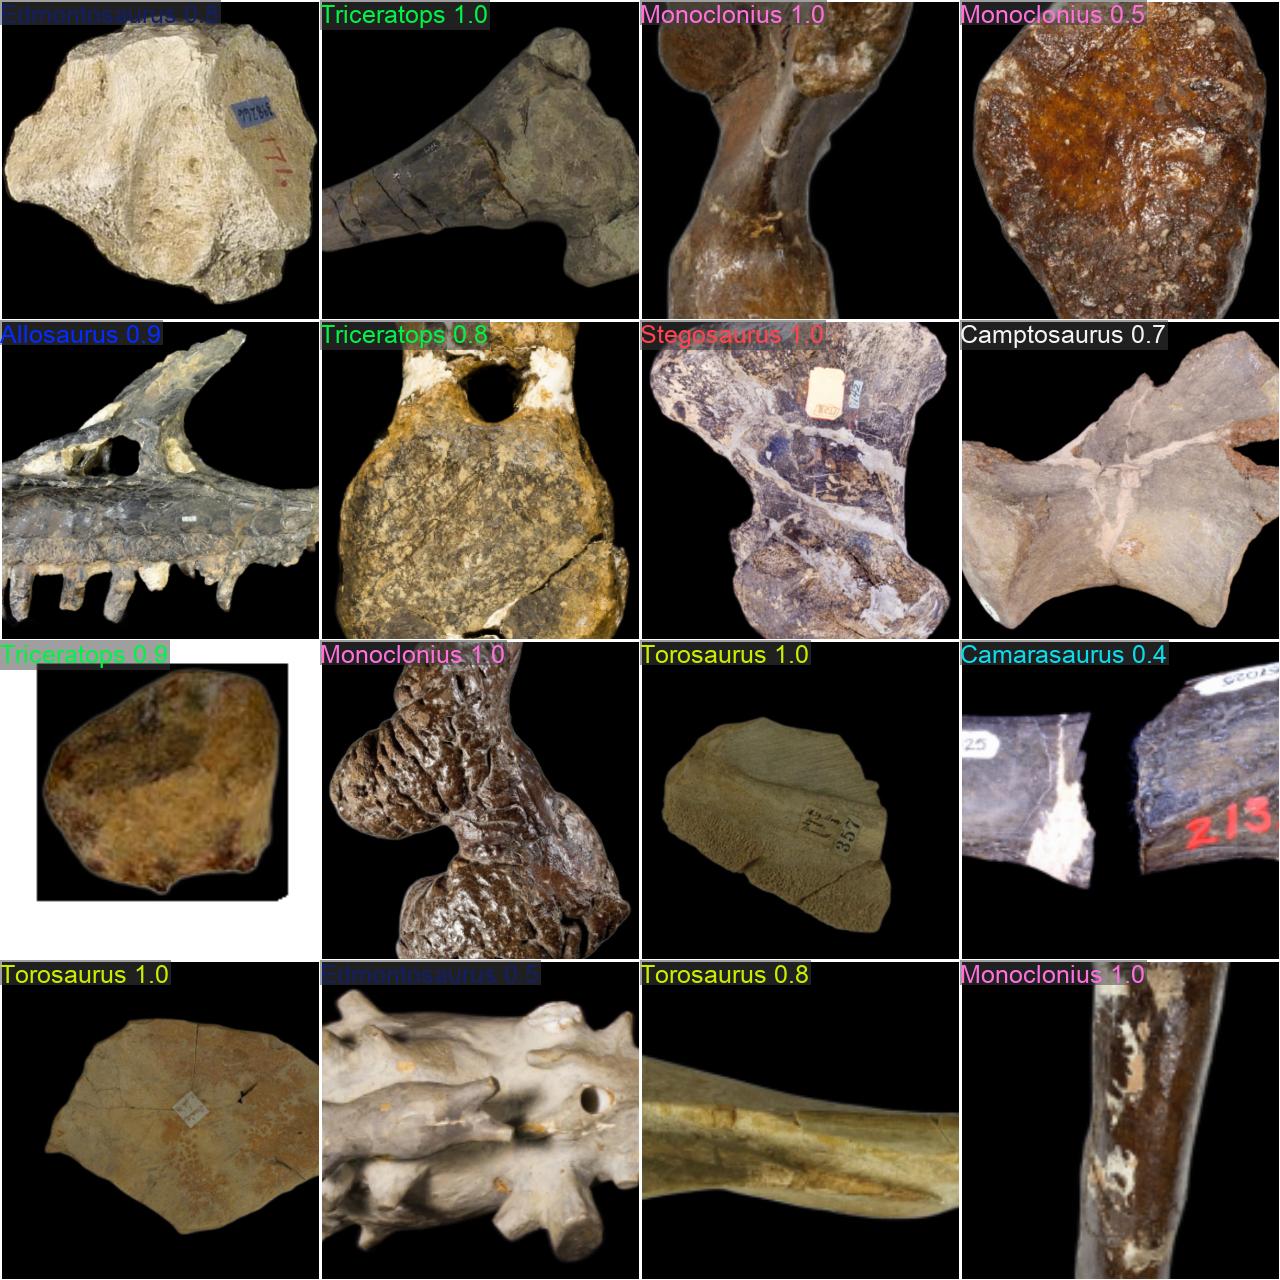 Edmontosaurus 0.8
Triceratops 1.0
Monoclonius 1.0
Monoclonius 0.5
Allosaurus 0.9
Triceratops 0.8
Stegosaurus 1.0
Camptosaurus 0.7
Triceratops 0.9
Monoclonius 1.0
Torosaurus 1.0
357
Camarasaurus 0.4
25
213
Torosaurus 1.0
Edmontosaurus 0.5
Torosaurus 0.8
Monoclonius 1.0